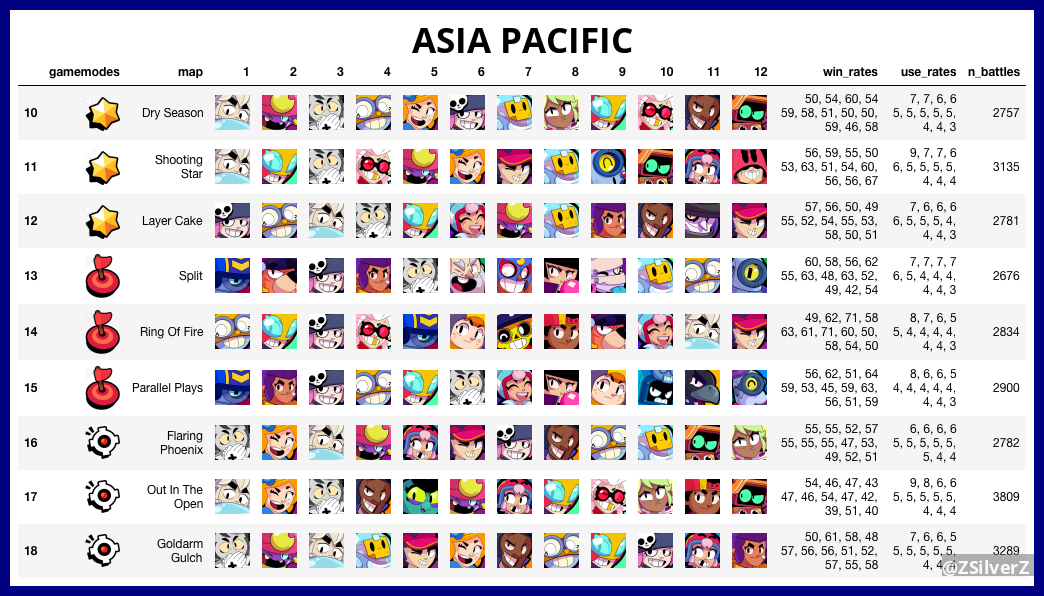 ASIA PACIFIC
gamemodes map 1 2 3 4 5 6 7 8 9 10 11 12 win_rates use_rates n_battles
50, 54, 60, 54 7, 7, 6, 6
10 Dry Season 59, 58, 51, 50, 50, 5, 5, 5, 5, 5, 2757
59, 46, 58 4, 4, 3
Shooting 56, 59, 55, 50 9, 7, 7, 6
11 53, 63, 51, 54, 60, 6, 5, 5, 5, 5, 3135
Star 56, 56, 67 4, 4, 4
57, 56, 50, 49 7, 6, 6, 6
12 Layer Cake 55, 52, 54, 55, 53, 6, 5, 5, 5, 4, 2781
58, 50, 51 4, 4, 3
60, 58, 56, 62 7, 7, 7, 7
13 Split 55, 63, 48, 63, 52, 6, 5, 4, 4, 4, 2676
49, 42, 54 4, 4, 3
49, 62, 71, 58 8, 7, 6, 5
14 Ring Of Fire 63, 61, 71, 60, 50, 5, 4, 4, 4, 4, 2834
58, 54, 50 4, 4, 3
56, 62, 51, 64 8, 6, 6, 5
15 Parallel Plays 59, 53, 45, 59, 63, 4, 4, 4, 4, 4, 2900
56, 51, 59 4, 4, 3
Flaring 55, 55, 52, 57 6, 6, 6, 6
16 55, 55, 55, 47, 53, 5, 5, 5, 5, 5, 2782
Phoenix 49, 52, 51 5, 4, 4
Out In The 54, 46, 47, 43 9, 8, 6, 6
17 47, 46, 54, 47, 42, 5, 5, 5, 5, 5, 3809
Open 39, 51, 40 4, 4, 4
Goldarm 50, 61, 58, 48 7, 6, 6, 5
18 57, 56, 56, 51, 52, 5, 5, 5, 5, 5, 3289
Gulch 57, 55, 58 4, 4,
@ZSilverZ